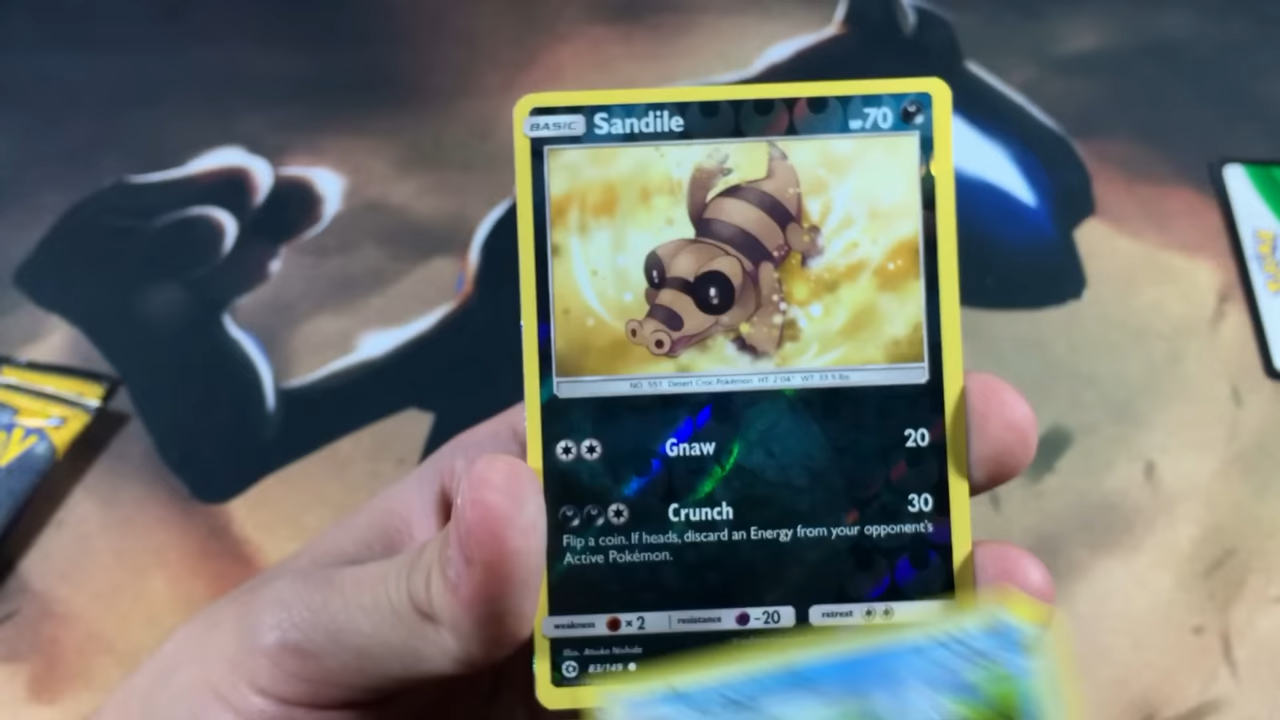 BASIC Sandile HP70
NO. 551 Desert Croc Pokémon HT: 2'04" WT: 33.5 lbs
Gnaw 20
Crunch 30
Flip a coin. If heads, discard an Energy from your opponent's
Active Pokémon.
weakness ×2 resistance -20 retreat
Illus. Atsuko Nishida
83/149